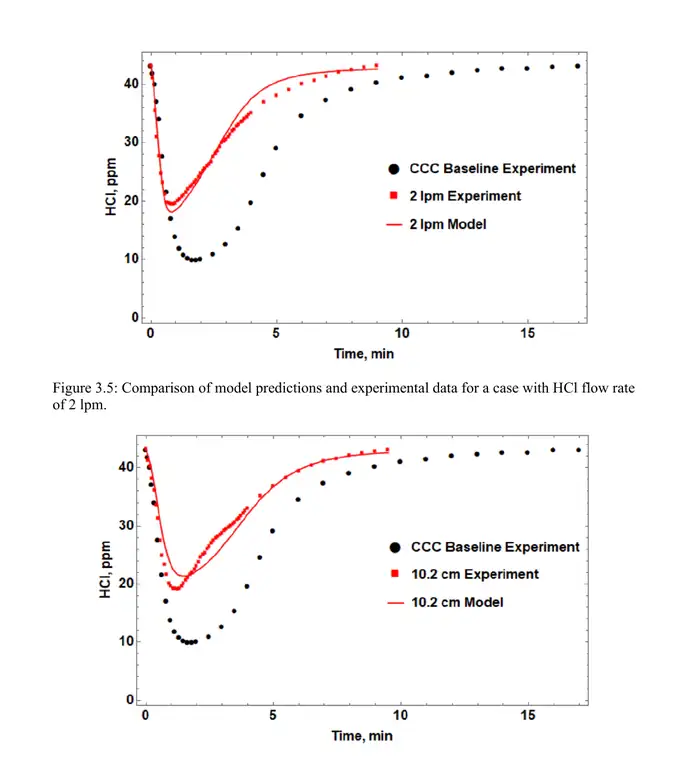 40
30
20
10
0
HCl, ppm
CCC Baseline Experiment
2 lpm Experiment
2 lpm Model
0 5 10 15
Time, min
Figure 3.5: Comparison of model predictions and experimental data for a case with HCl flow rate
of 2 lpm.
40
30
20
10
0
HCl, ppm
CCC Baseline Experiment
10.2 cm Experiment
10.2 cm Model
0 5 10 15
Time, min